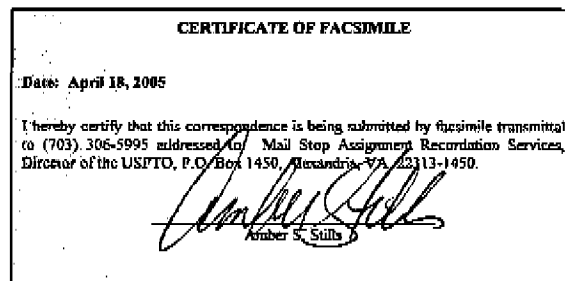 CERTIFICATE OF FACSIMILE
Date: April 18, 2005
I hereby certify that this correspondence is being submitted by facsimile transmittal
to (703) 306-5995 addressed to: Mail Stop Assignment Recordation Services,
Director of the USPTO, P.O. Box 1450, Alexandria, VA 22313-1450.
Amber Stills
Amber S. Stills